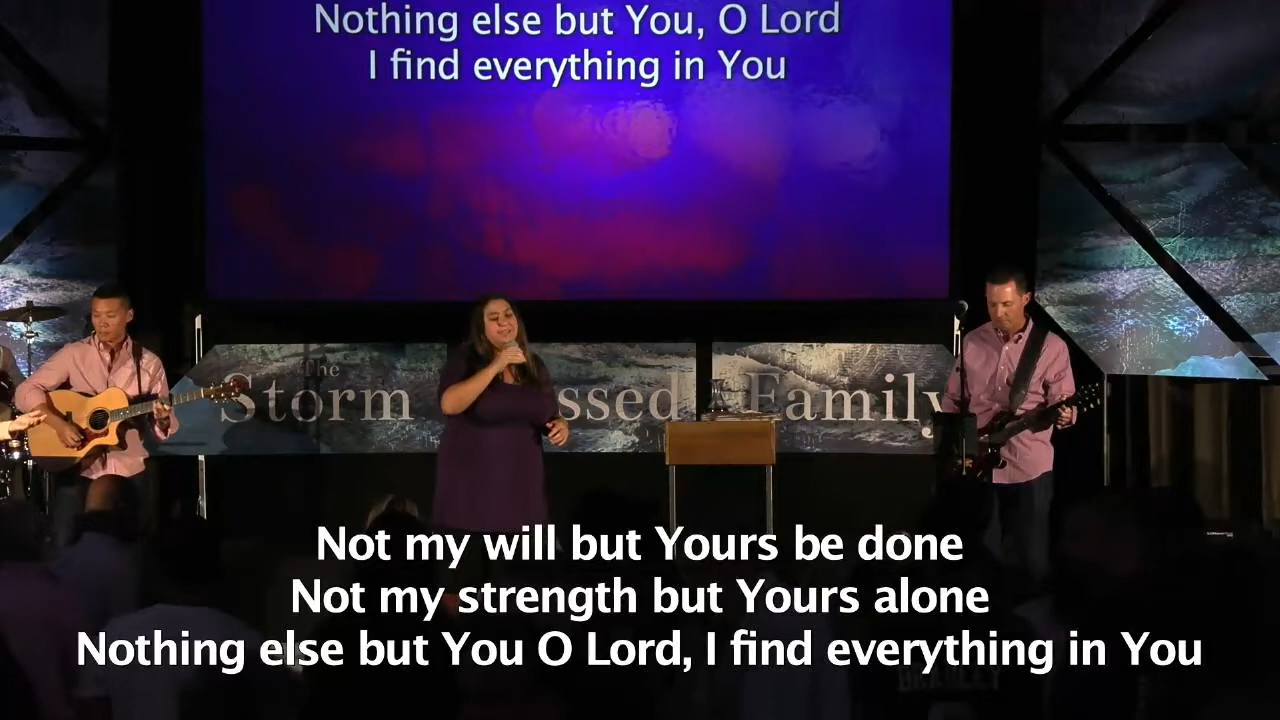 Nothing else but You, O Lord
I find everything in You
The
Storm ssed Family
Not my will but Yours be done
Not my strength but Yours alone
Nothing else but You O Lord, I find everything in You